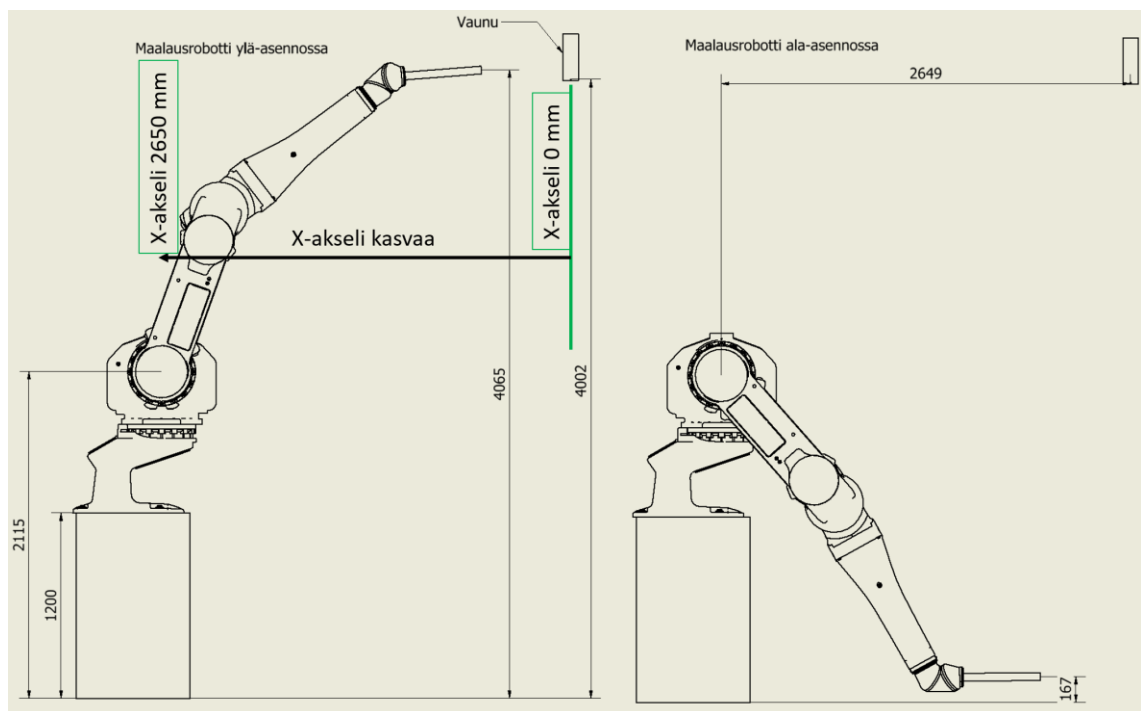 Vaunu
Maalausrobotti ylä-asennossa
X-akseli 2650 mm
X-akseli 0 mm
X-akseli kasvaa
4065
4002
2115
1200
Maalausrobotti ala-asennossa
2649
167